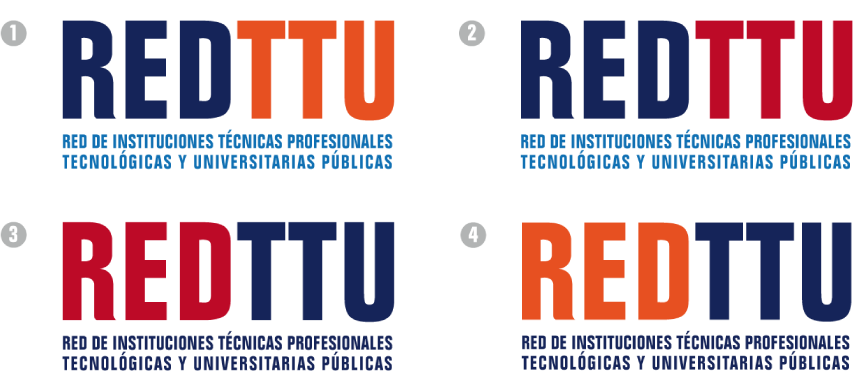 1
REDTTU
RED DE INSTITUCIONES TÉCNICAS PROFESIONALES
TECNOLÓGICAS Y UNIVERSITARIAS PÚBLICAS
2
REDTTU
RED DE INSTITUCIONES TÉCNICAS PROFESIONALES
TECNOLÓGICAS Y UNIVERSITARIAS PÚBLICAS
3
REDTTU
RED DE INSTITUCIONES TÉCNICAS PROFESIONALES
TECNOLÓGICAS Y UNIVERSITARIAS PÚBLICAS
4
REDTTU
RED DE INSTITUCIONES TÉCNICAS PROFESIONALES
TECNOLÓGICAS Y UNIVERSITARIAS PÚBLICAS